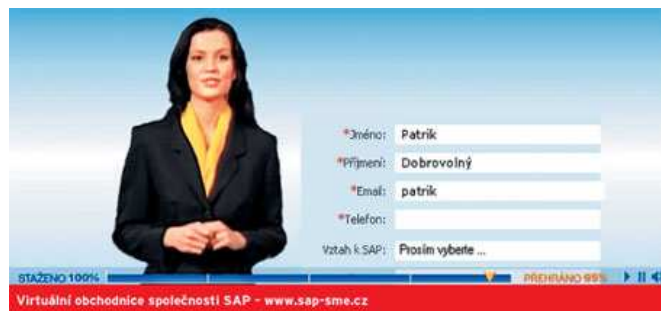 *Jméno: Patrik
*Příjmení: Dobrovolný
*Email: patrik
*Telefon:
Vztah k SAP: Prosím vyberte ...
STAŽENO 100% PŘEHRÁNO 95%
Virtuální obchodnice společnosti SAP – www.sap-sme.cz